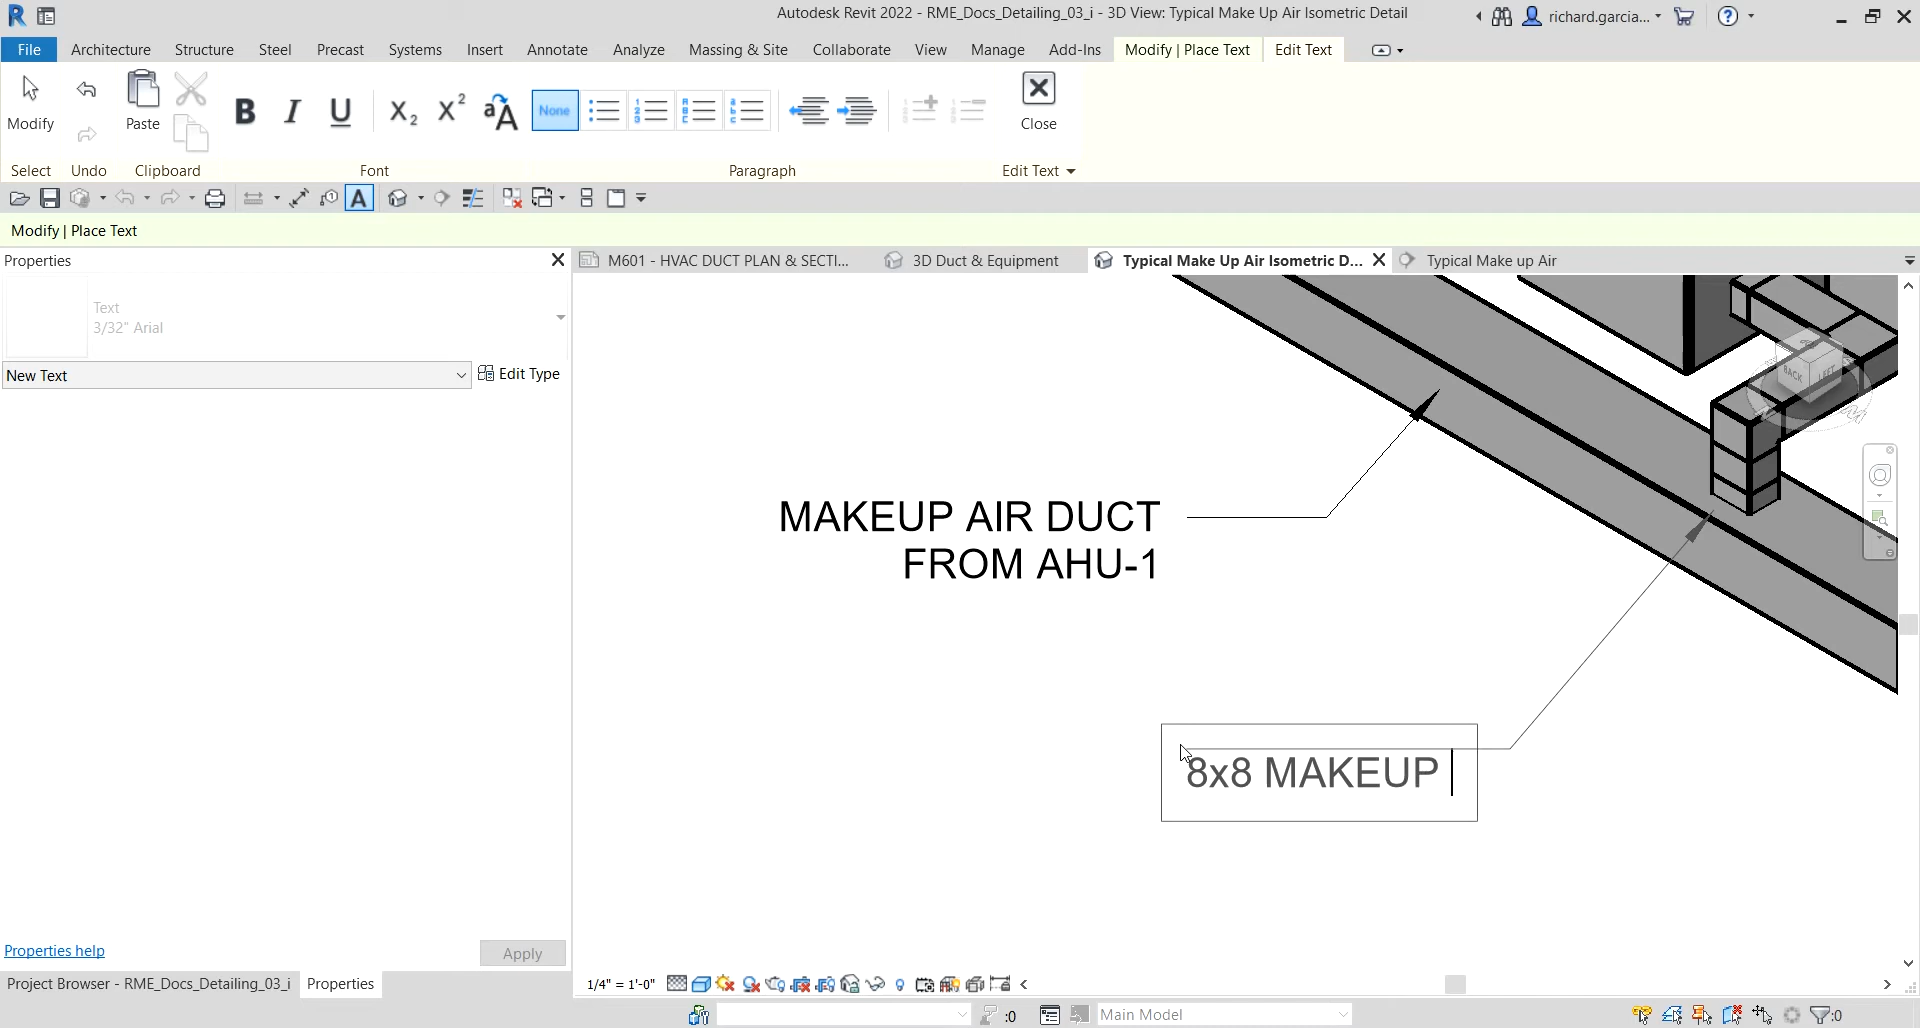 Autodesk Revit 2022 - RME_Docs_Detailing_03_i - 3D View: Typical Make Up Air Isometric Detail
richard.garcia...
File Architecture Structure Steel Precast Systems Insert Annotate Analyze Massing & Site Collaborate View Manage Add-Ins Modify | Place Text Edit Text
Modify
Paste
B I U X2 X2 aA None
Close
Select Undo Clipboard Font Paragraph Edit Text
A
Modify | Place Text
Properties
M601 - HVAC DUCT PLAN & SECTI...
3D Duct & Equipment
Typical Make Up Air Isometric D...
Typical Make up Air
Text
3/32" Arial
New Text
Edit Type
BACK
LEFT
MAKEUP AIR DUCT
FROM AHU-1
8x8 MAKEUP
Properties help
Apply
Project Browser - RME_Docs_Detailing_03_i
Properties
1/4" = 1'-0"
:0
Main Model
:0